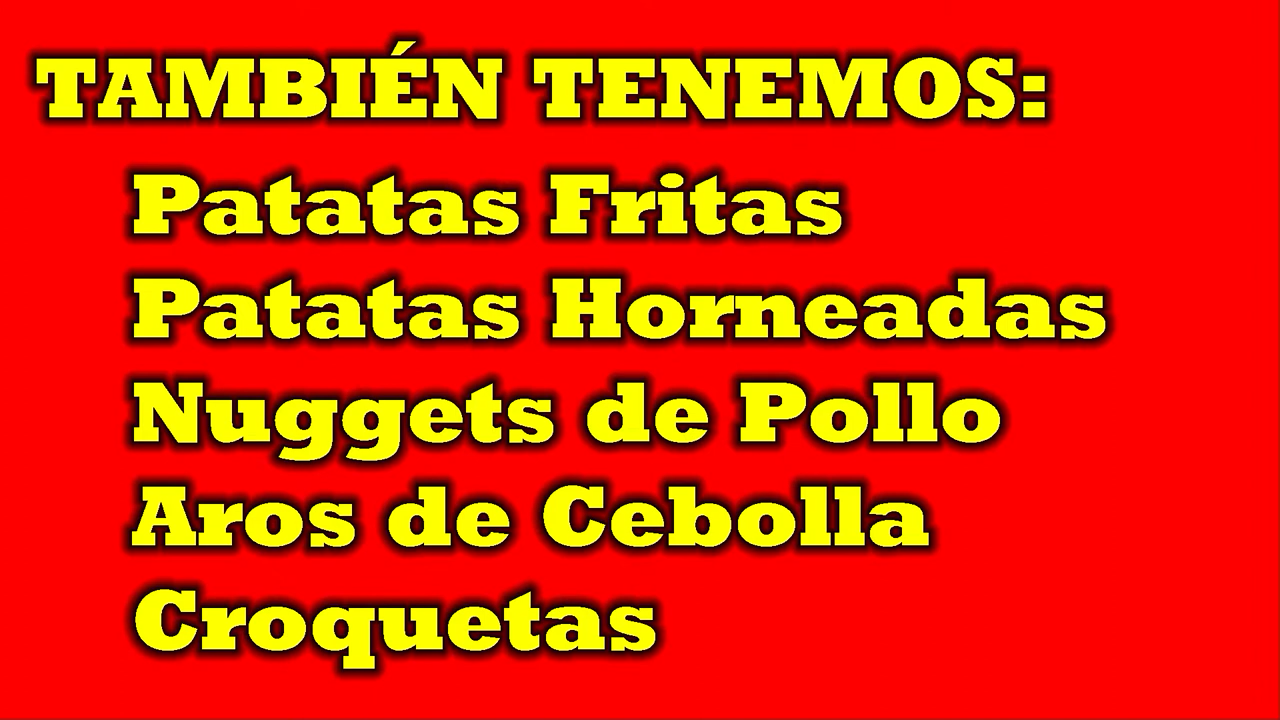 TAMBIÉN TENEMOS:
Patatas Fritas
Patatas Horneadas
Nuggets de Pollo
Aros de Cebolla
Croquetas